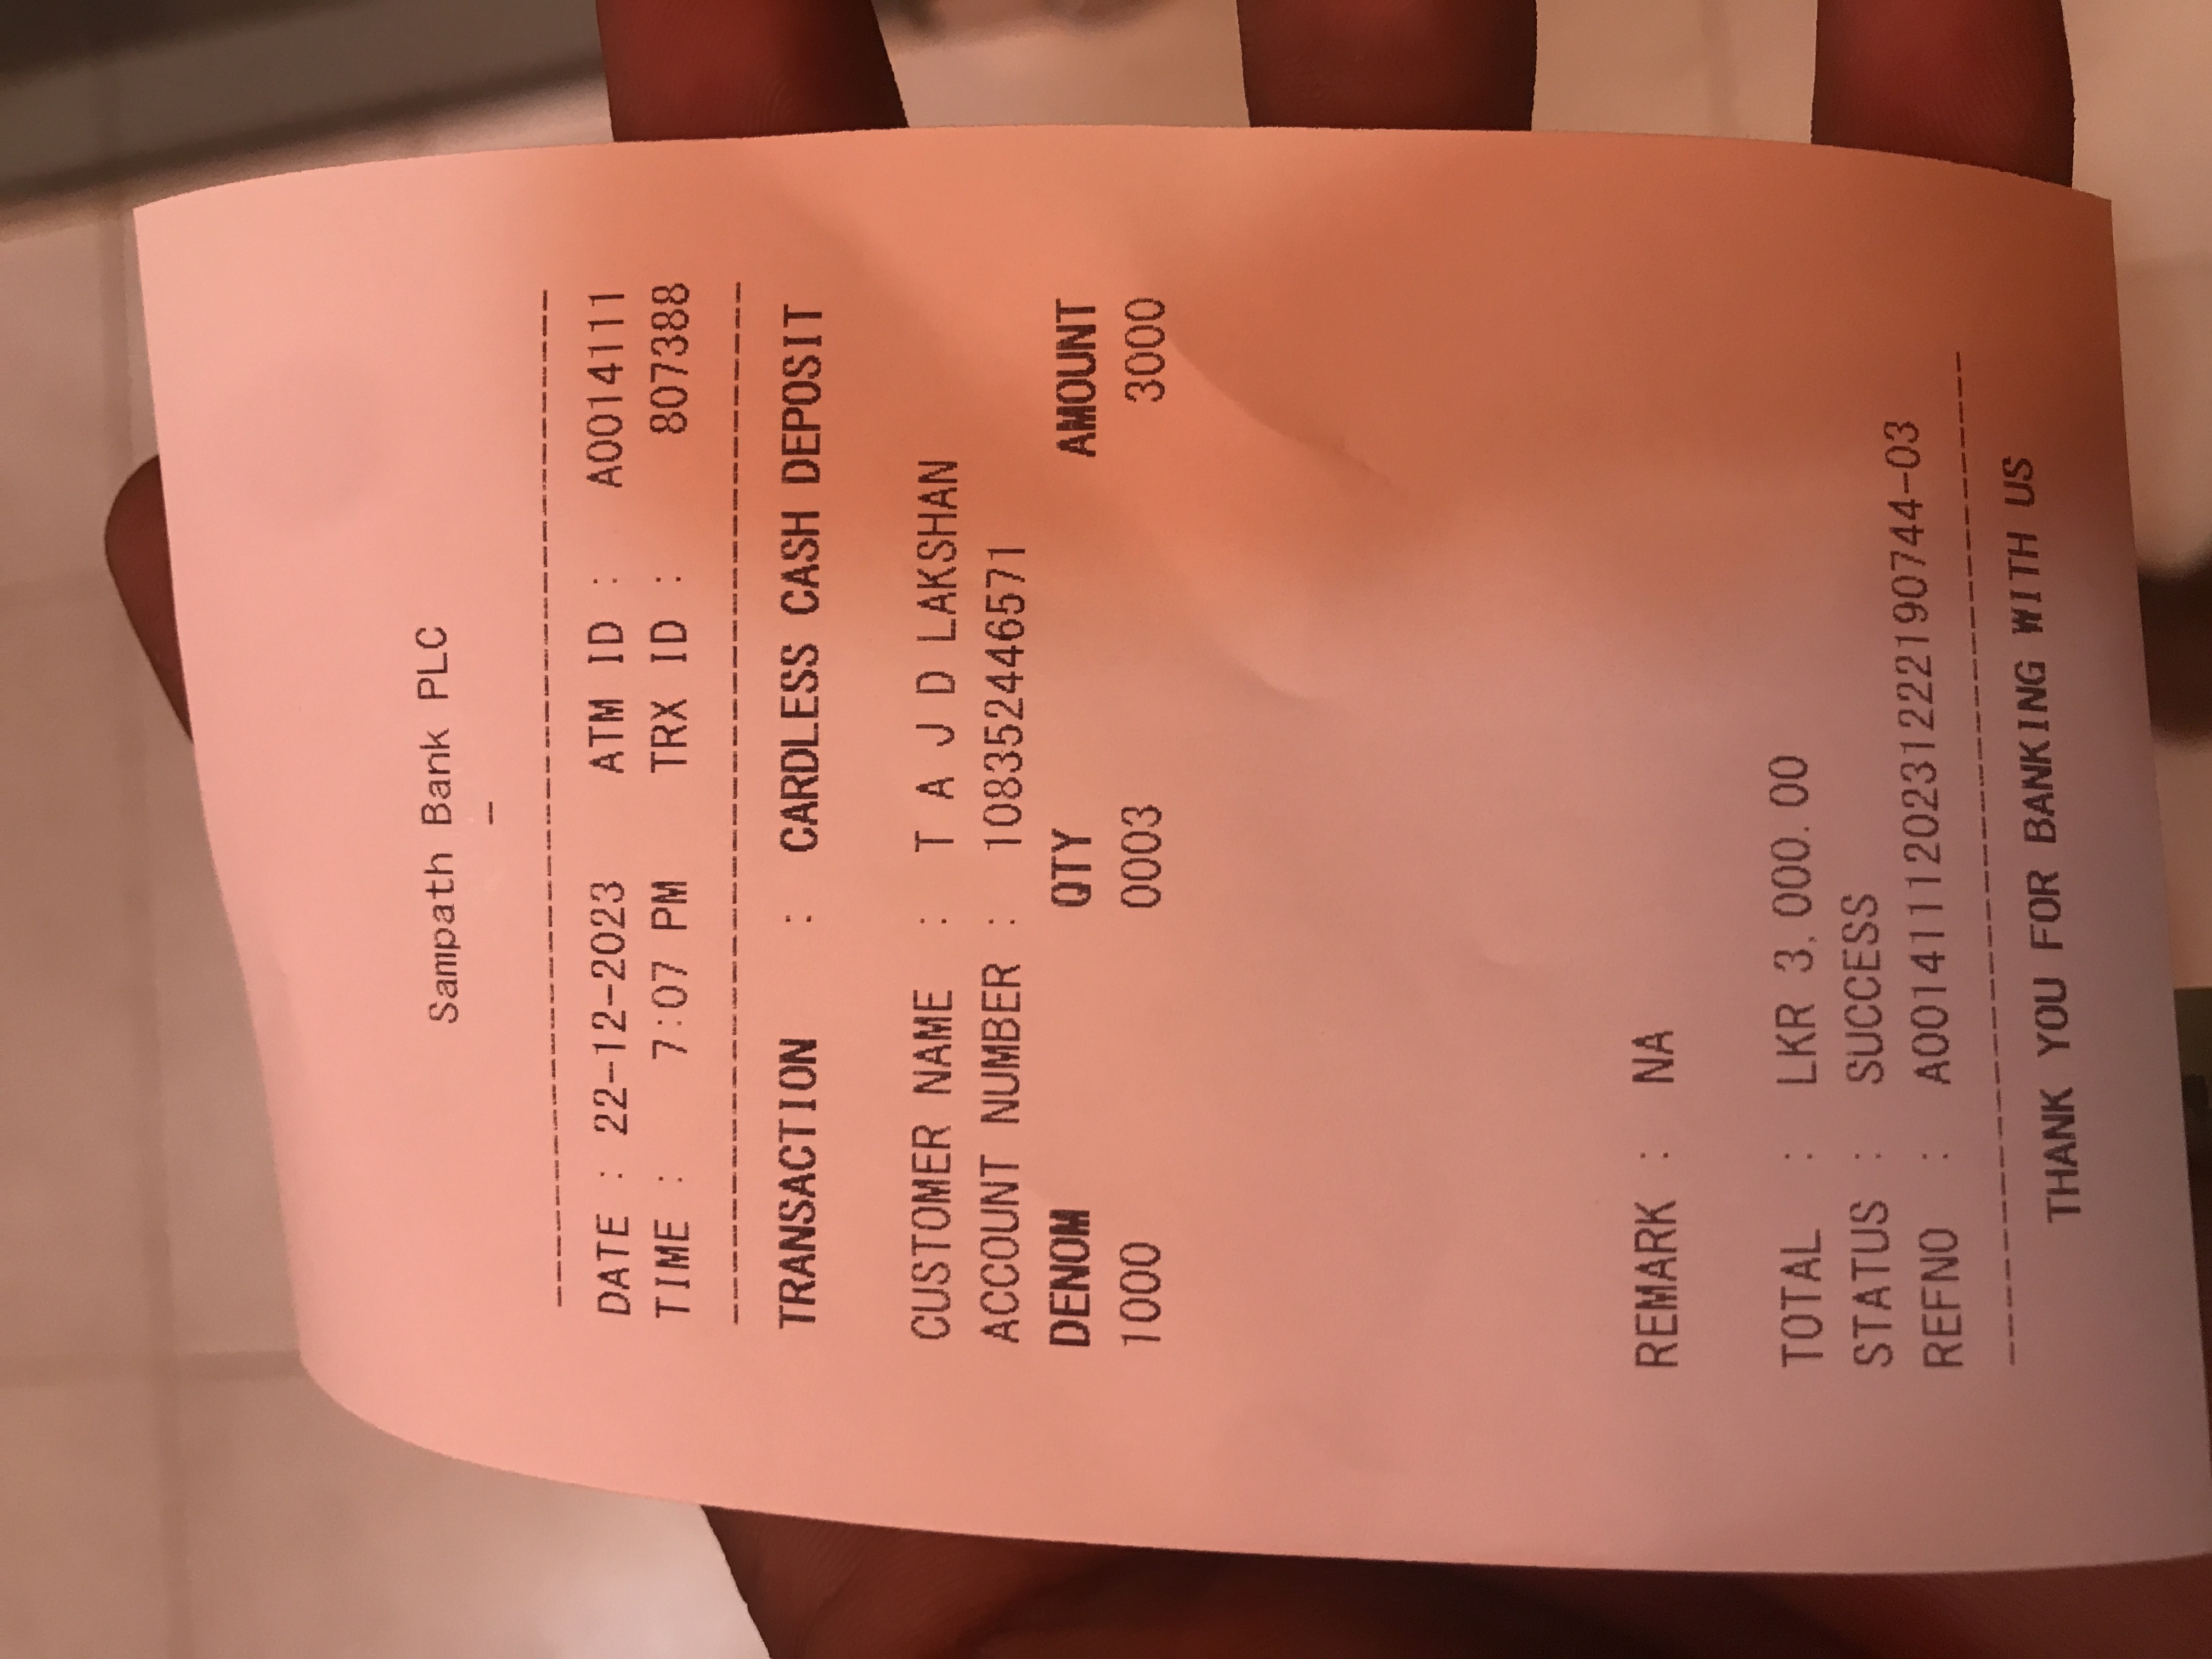 Sampath Bank PLC
-
--------------------------------------------
DATE : 22-12-2023 ATM ID : A0014111
TIME : 7:07 PM TRX ID : 807388
--------------------------------------------
TRANSACTION : CARDLESS CASH DEPOSIT
CUSTOMER NAME : T A J D LAKSHAN
ACCOUNT NUMBER : 108352446571
DENOM QTY AMOUNT
1000 0003 3000
REMARK : NA
TOTAL : LKR 3,000.00
STATUS : SUCCESS
REFNO : A001411120231222190744-03
--------------------------------------------
THANK YOU FOR BANKING WITH US